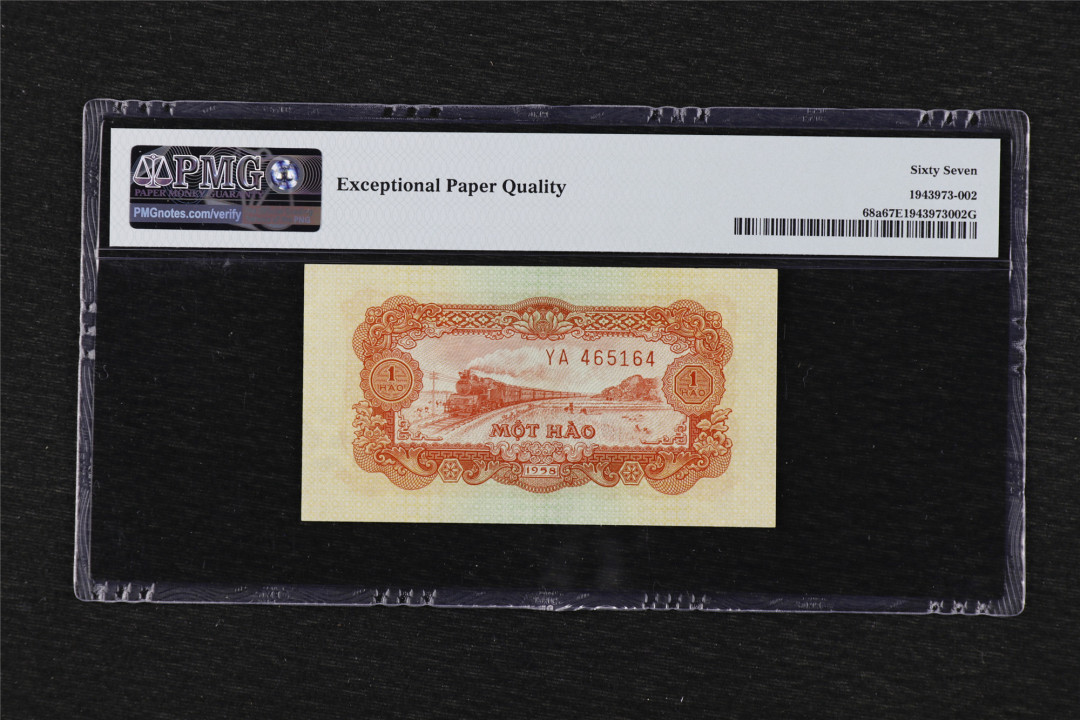 PMG
PAPER MONEY GUARANTY
PMGnotes.com/verify
PMG
Exceptional Paper Quality
Sixty Seven
1943973-002
68a67E1943973002G
YA 465164
1
HÀO
1
HÀO
MỘT HÀO
1958